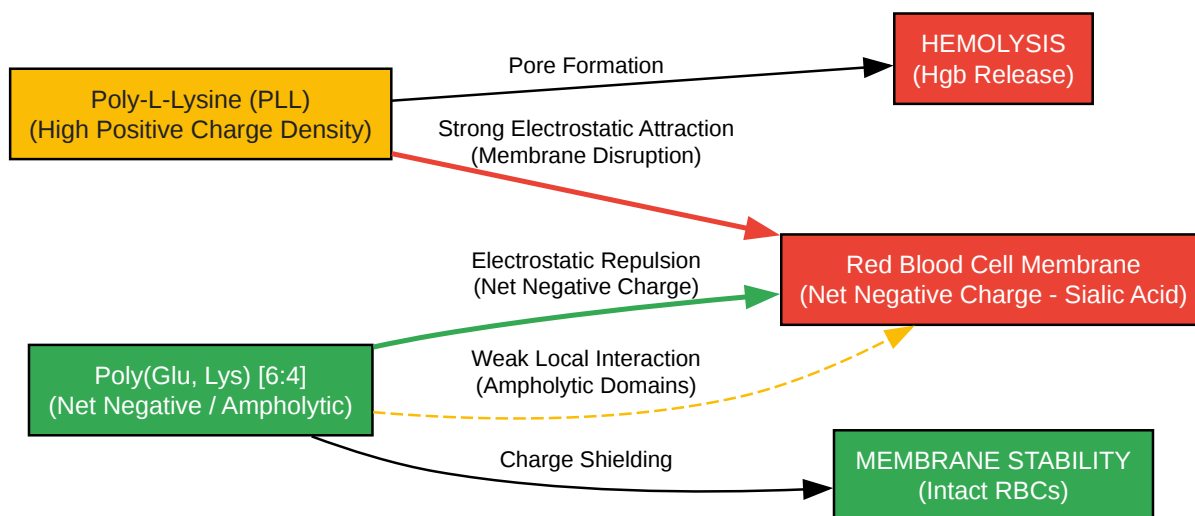 HEMOLYSIS
(Hgb Release)
Pore Formation
Poly-L-Lysine (PLL)
(High Positive Charge Density)
Strong Electrostatic Attraction
(Membrane Disruption)
Electrostatic Repulsion
(Net Negative Charge)
Red Blood Cell Membrane
(Net Negative Charge - Sialic Acid)
Weak Local Interaction
(Ampholytic Domains)
Poly(Glu, Lys) [6:4]
(Net Negative / Ampholytic)
Charge Shielding
MEMBRANE STABILITY
(Intact RBCs)